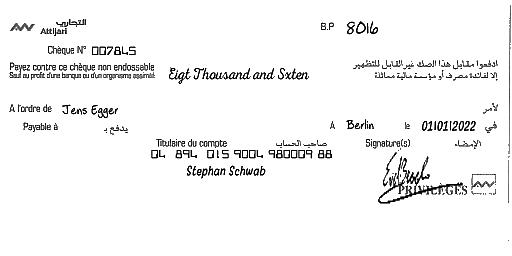 التجاري
Attijari
B.P 8016
Chèque N° 007845
Payez contre ce chèque non endossable
Sauf au profit d'une banque ou d'un organisme assimilé
Eigt Thousand and Sxten
ادفعوا مقابل هذا الصك غير القابل للتظهير
إلا لفائدة مصرف أو مؤسسة مالية مماثلة
A l'ordre de Jens Egger لأمر
Payable à يدفع بـ A Berlin le 01/01/2022 في
Titulaire du compte صاحب الحساب Signature(s) الإمضاء
04 894 015 9004 980009 88
Stephan Schwab
PRIVILÈGES